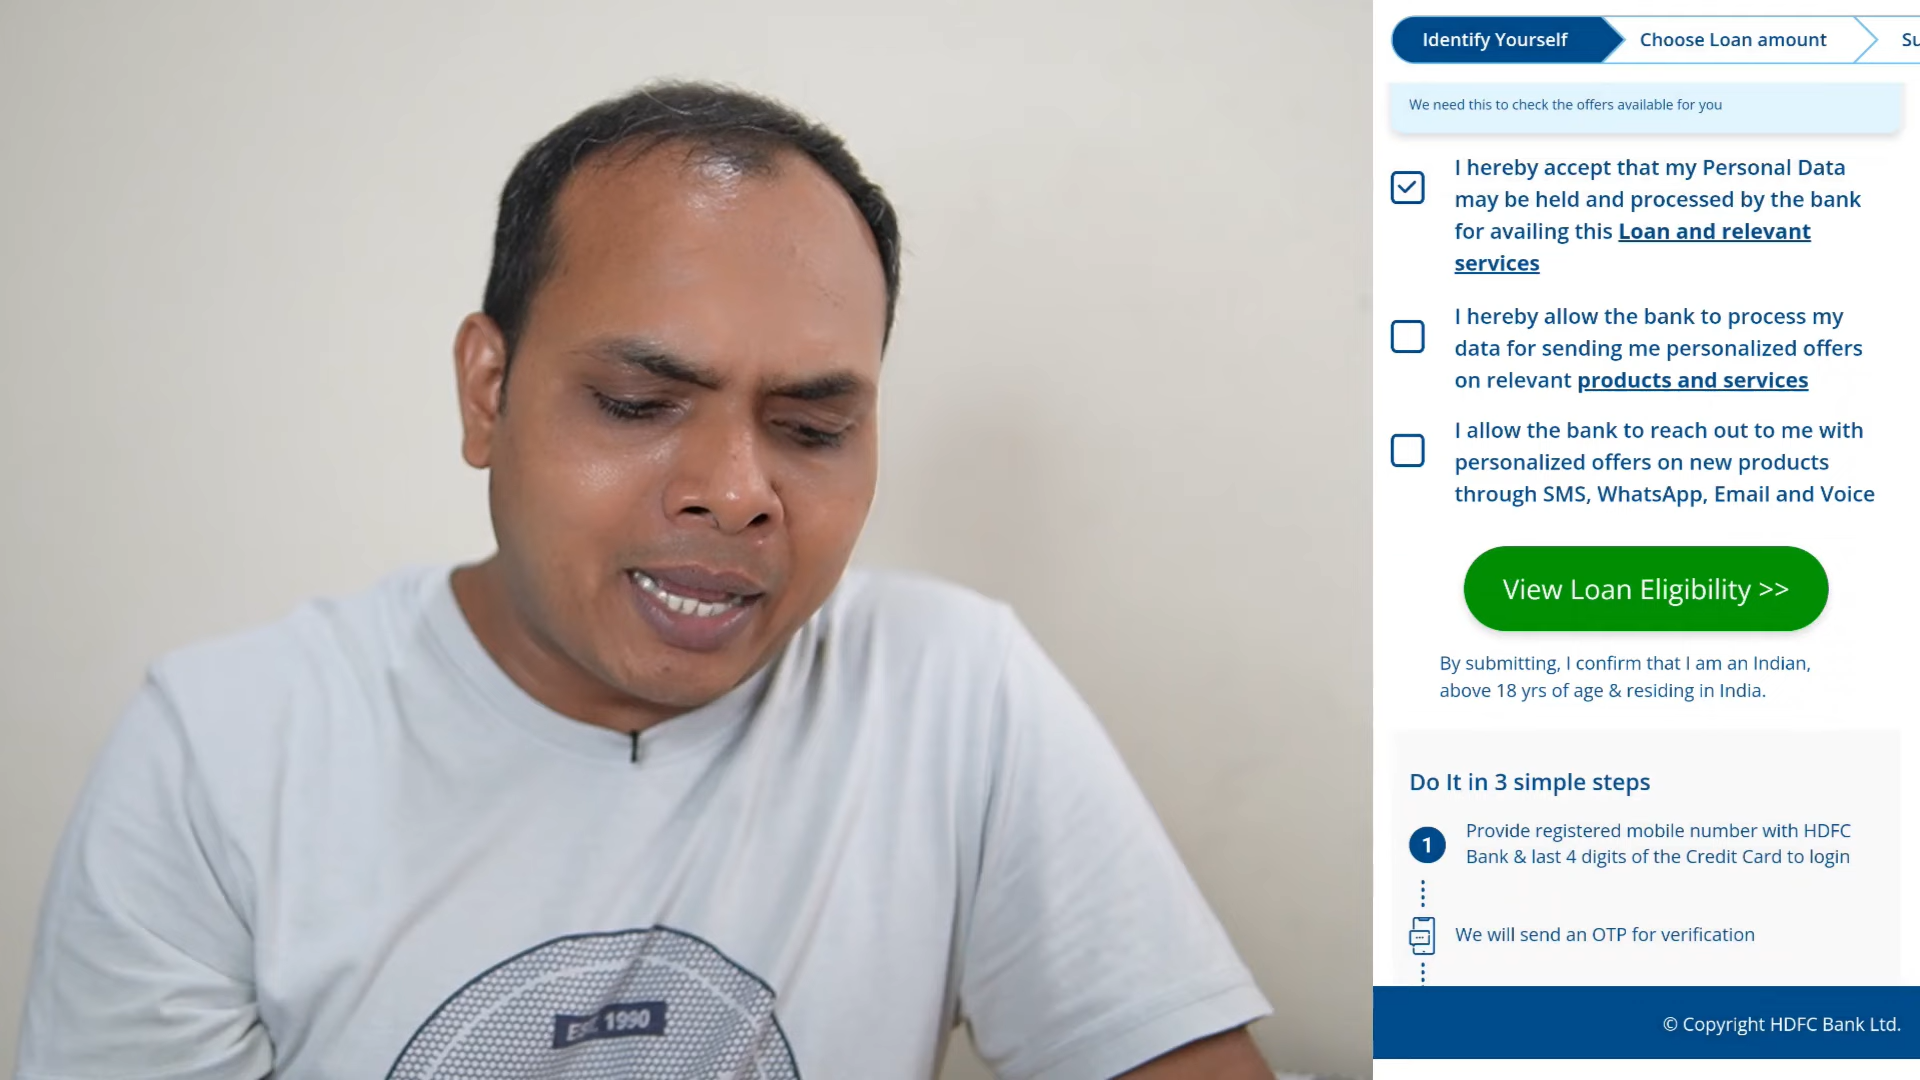 Identify Yourself
Choose Loan amount
Su
We need this to check the offers available for you
I hereby accept that my Personal Data
may be held and processed by the bank
for availing this Loan and relevant
services
I hereby allow the bank to process my
data for sending me personalized offers
on relevant products and services
I allow the bank to reach out to me with
personalized offers on new products
through SMS, WhatsApp, Email and Voice
View Loan Eligibility >>
By submitting, I confirm that I am an Indian,
above 18 yrs of age & residing in India.
Do It in 3 simple steps
1
Provide registered mobile number with HDFC
Bank & last 4 digits of the Credit Card to login
We will send an OTP for verification
© Copyright HDFC Bank Ltd.
1990